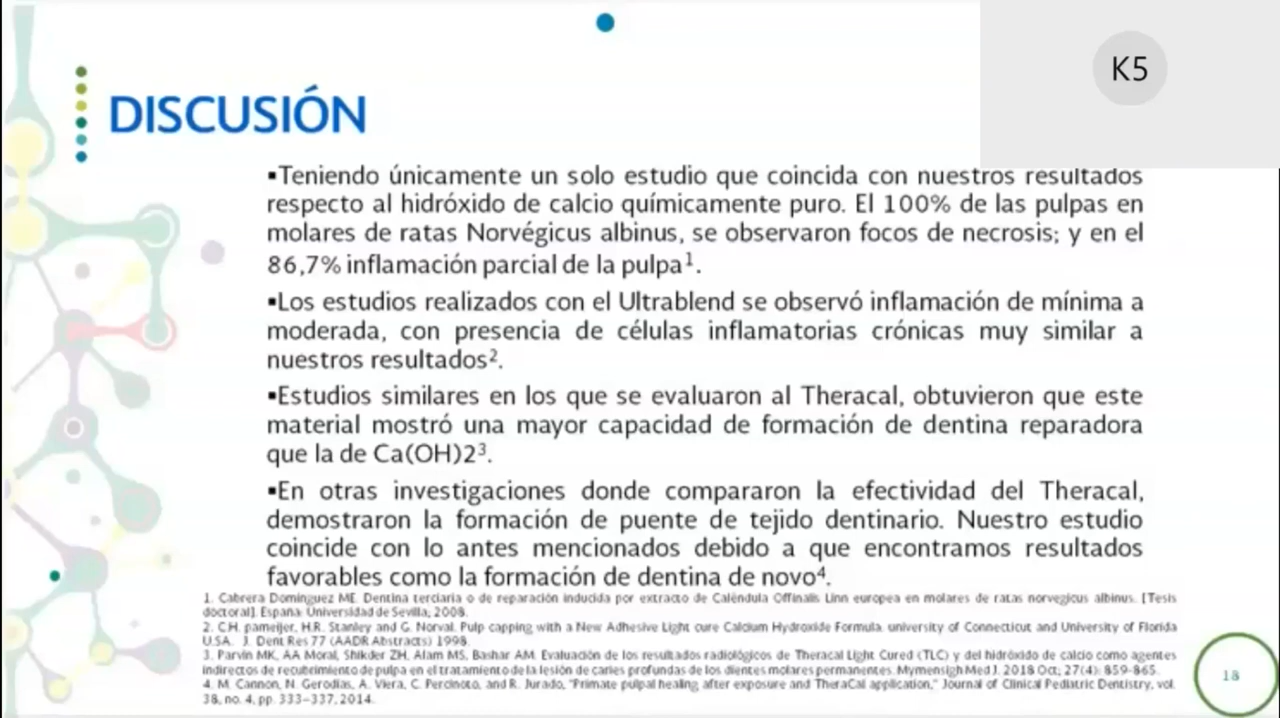 K5
DISCUSIÓN
▪Teniendo únicamente un solo estudio que coincida con nuestros resultados
respecto al hidróxido de calcio químicamente puro. El 100% de las pulpas en
molares de ratas Norvégicus albinus, se observaron focos de necrosis; y en el
86,7% inflamación parcial de la pulpa¹.
▪Los estudios realizados con el Ultrablend se observó inflamación de mínima a
moderada, con presencia de células inflamatorias crónicas muy similar a
nuestros resultados².
▪Estudios similares en los que se evaluaron al Theracal, obtuvieron que este
material mostró una mayor capacidad de formación de dentina reparadora
que la de Ca(OH)2³.
▪En otras investigaciones donde compararon la efectividad del Theracal,
demostraron la formación de puente de tejido dentinario. Nuestro estudio
coincide con lo antes mencionados debido a que encontramos resultados
favorables como la formación de dentina de novo⁴.
1. Cabrera Domínguez ME. Dentina terciaria o de reparación inducida por extracto de Caléndula Offinalis Linn europea en molares de ratas norvegicus albinus. [Tesis
doctoral]. España: Universidad de Sevilla; 2008.
2. C.H. pameijer, H.R. Stanley and G. Norval. Pulp capping with a New Adhesive Light cure Calcium Hydroxide Formula. university of Connecticut and University of Florida
U.SA. J. Dent Res 77 (AADR Abstracts) 1998.
3. Parvin MK, AA Moral, Shikder ZH, Alam MS, Bashar AM. Evaluación de los resultados radiológicos de Theracal Light Cured (TLC) y del hidróxido de calcio como agentes
indirectos de recubrimiento de pulpa en el tratamiento de la lesión de caries profundas de los dientes molares permanentes. Mymensigh Med J. 2018 Oct; 27(4): 859-865.
4. M. Cannon, N. Gerodias, A. Viera, C. Percinoto, and R. Jurado, "Primate pulpal healing after exposure and TheraCal application," Journal of Clinical Pediatric Dentistry, vol.
38, no. 4, pp. 333–337, 2014.
18